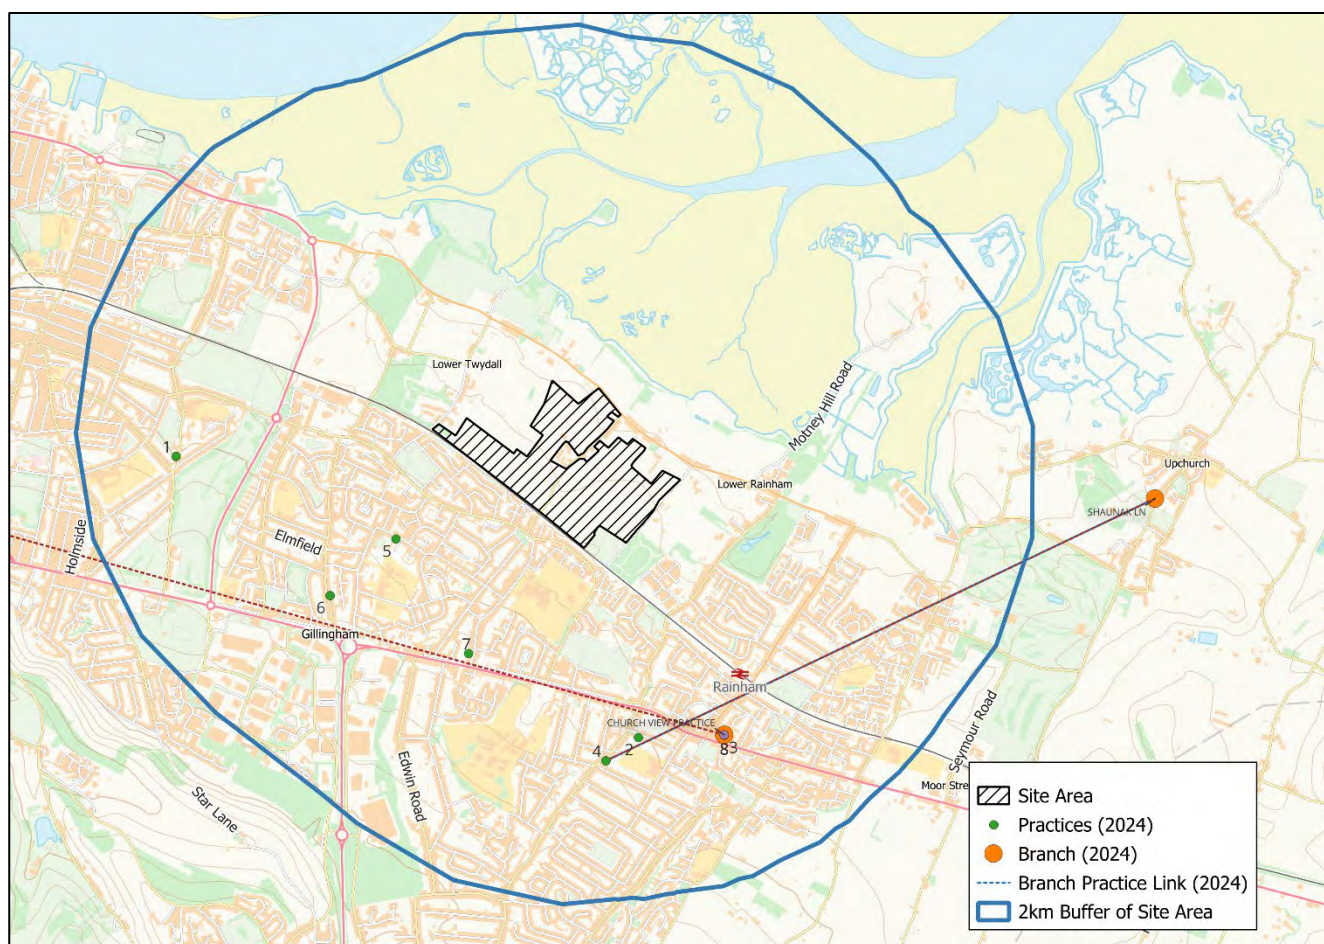 Lower Twydall
Motney Hill Road
1
Upchurch
Lower Rainham
SHAUNAK LN
Holmside
Elmfield
5
6
Gillingham
7
Rainham
CHURCH VIEW PRACTICE
Seymour Road
4
2
83
Edwin Road
Star Lane
Moor Stre
Site Area
Practices (2024)
Branch (2024)
Branch Practice Link (2024)
2km Buffer of Site Area